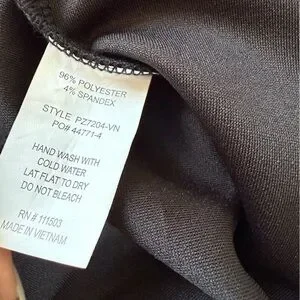 96% POLYESTER
4% SPANDEX
STYLE PZ7204-VN
PO# 44771-4
HAND WASH WITH
COLD WATER
LAT FLAT TO DRY
DO NOT BLEACH
RN # 111503
MADE IN VIETNAM